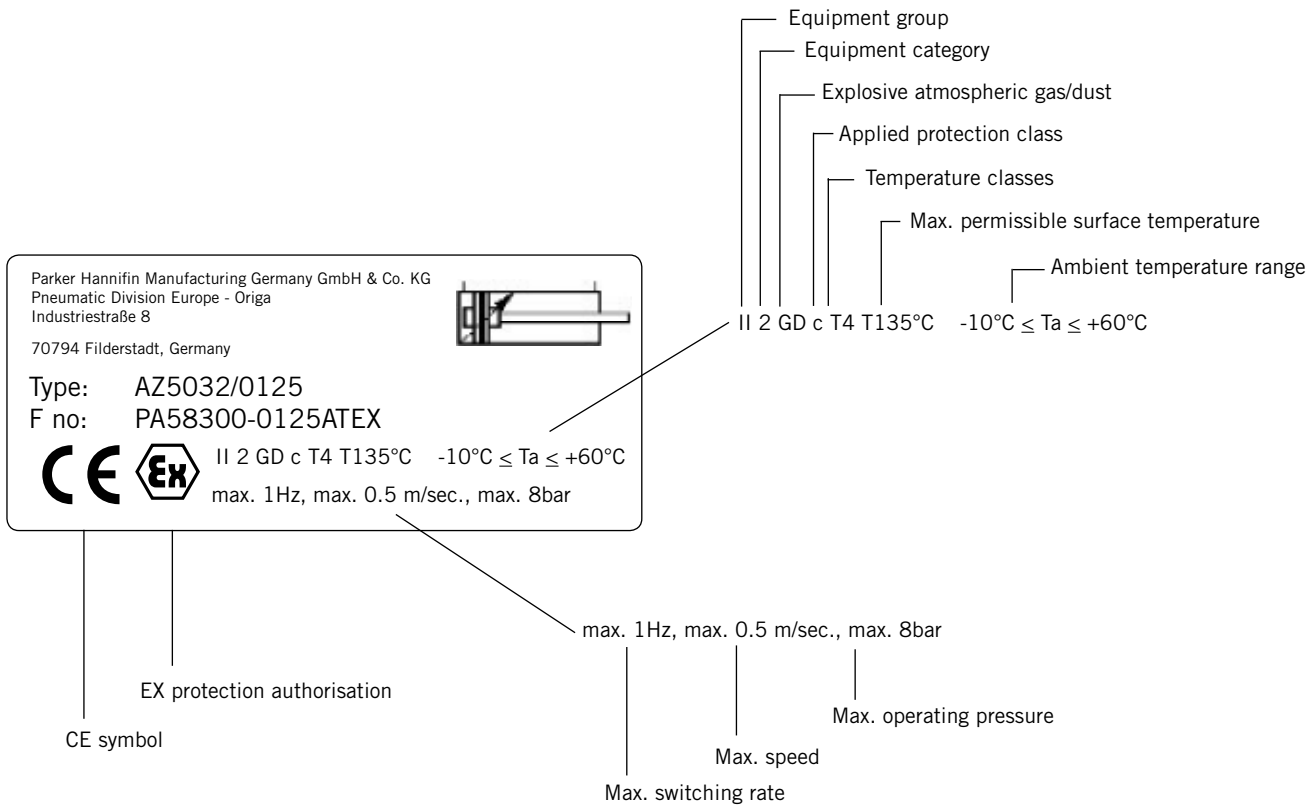 Equipment group
Equipment category
Explosive atmospheric gas/dust
Applied protection class
Temperature classes
Max. permissible surface temperature
Ambient temperature range
II 2 GD c T4 T135°C -10°C ≤ Ta ≤ +60°C
Parker Hannifin Manufacturing Germany GmbH & Co. KG
Pneumatic Division Europe - Origa
Industriestraße 8
70794 Filderstadt, Germany
Type: AZ5032/0125
F no: PA58300-0125ATEX
CE Ex II 2 GD c T4 T135°C -10°C ≤ Ta ≤ +60°C
max. 1Hz, max. 0.5 m/sec., max. 8bar
max. 1Hz, max. 0.5 m/sec., max. 8bar
EX protection authorisation
Max. operating pressure
CE symbol
Max. speed
Max. switching rate